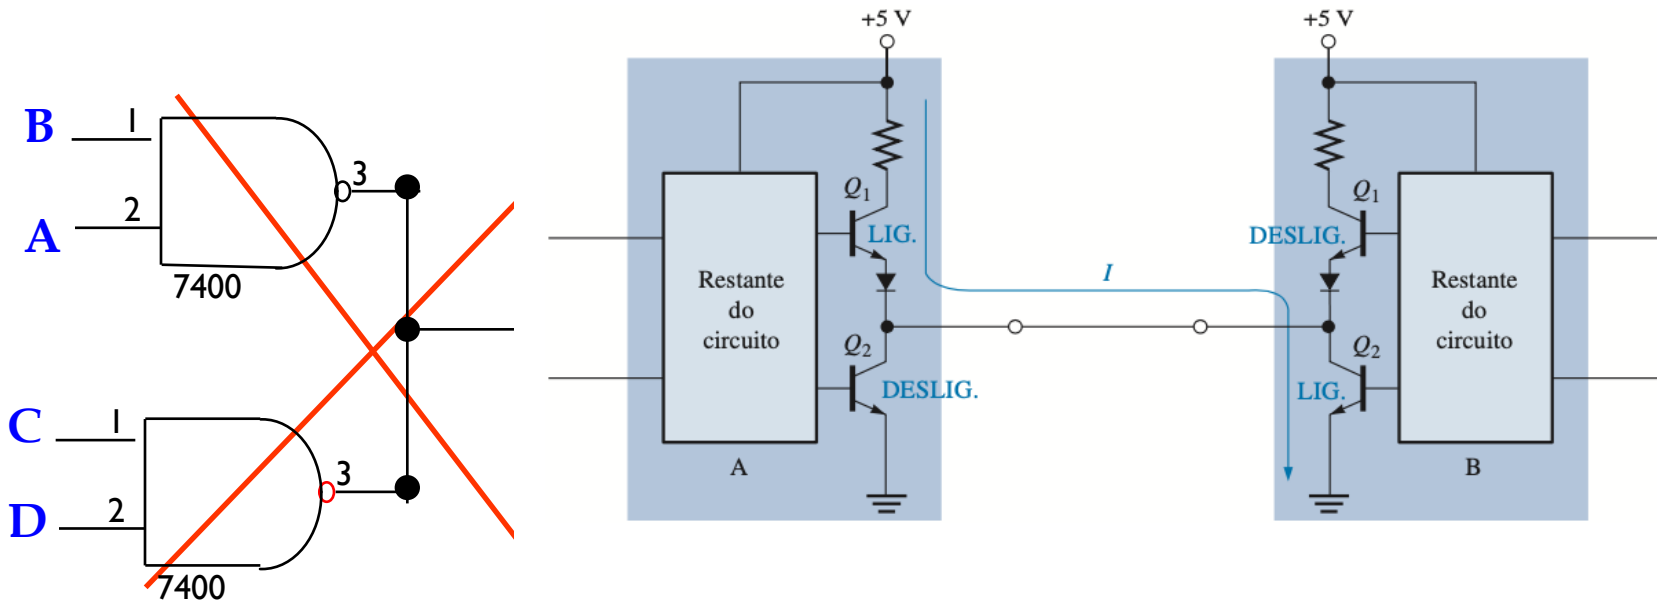 B
1
2
A
3
7400
C
1
2
D
3
7400
+5 V
Q1
LIG.
Restante
do
circuito
Q2
DESLIG.
A
I
+5 V
Q1
DESLIG.
Restante
do
circuito
Q2
LIG.
B